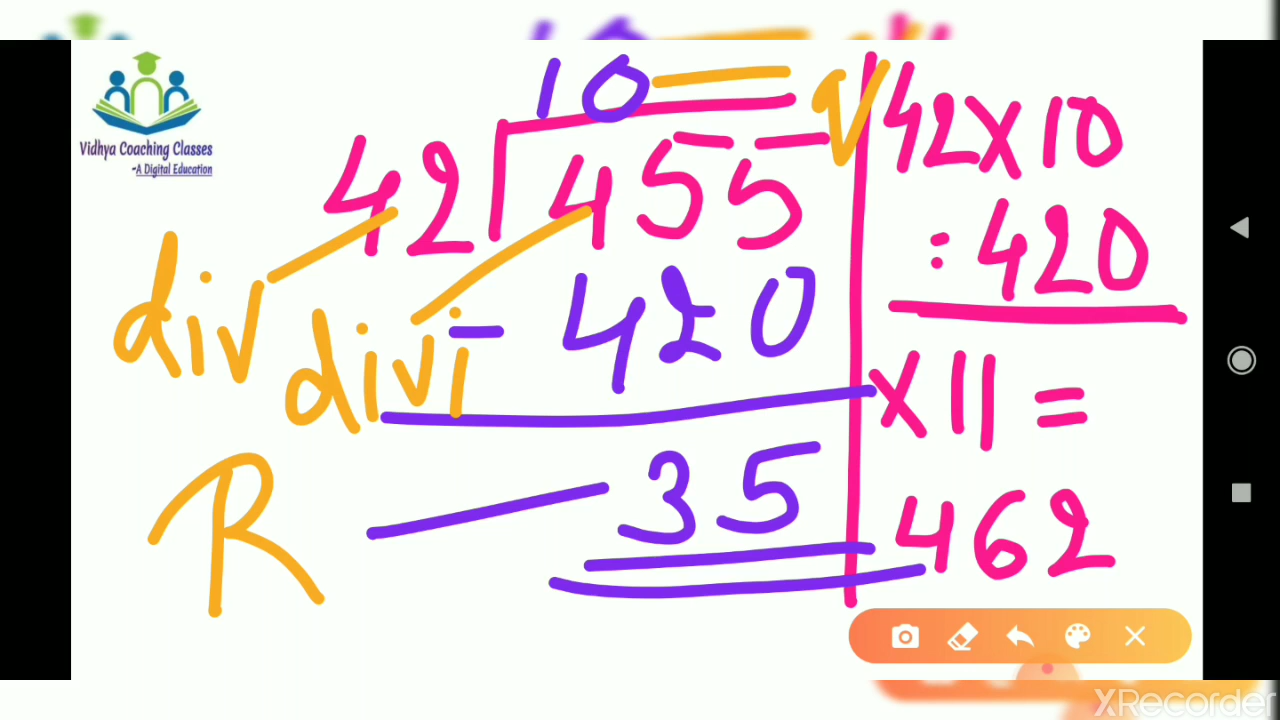 Vidhya Coaching Classes
-A Digital Education
10 q
42 455
- 420
35
div
divi
R
42x10
: 420
x11 =
462
XRecorder